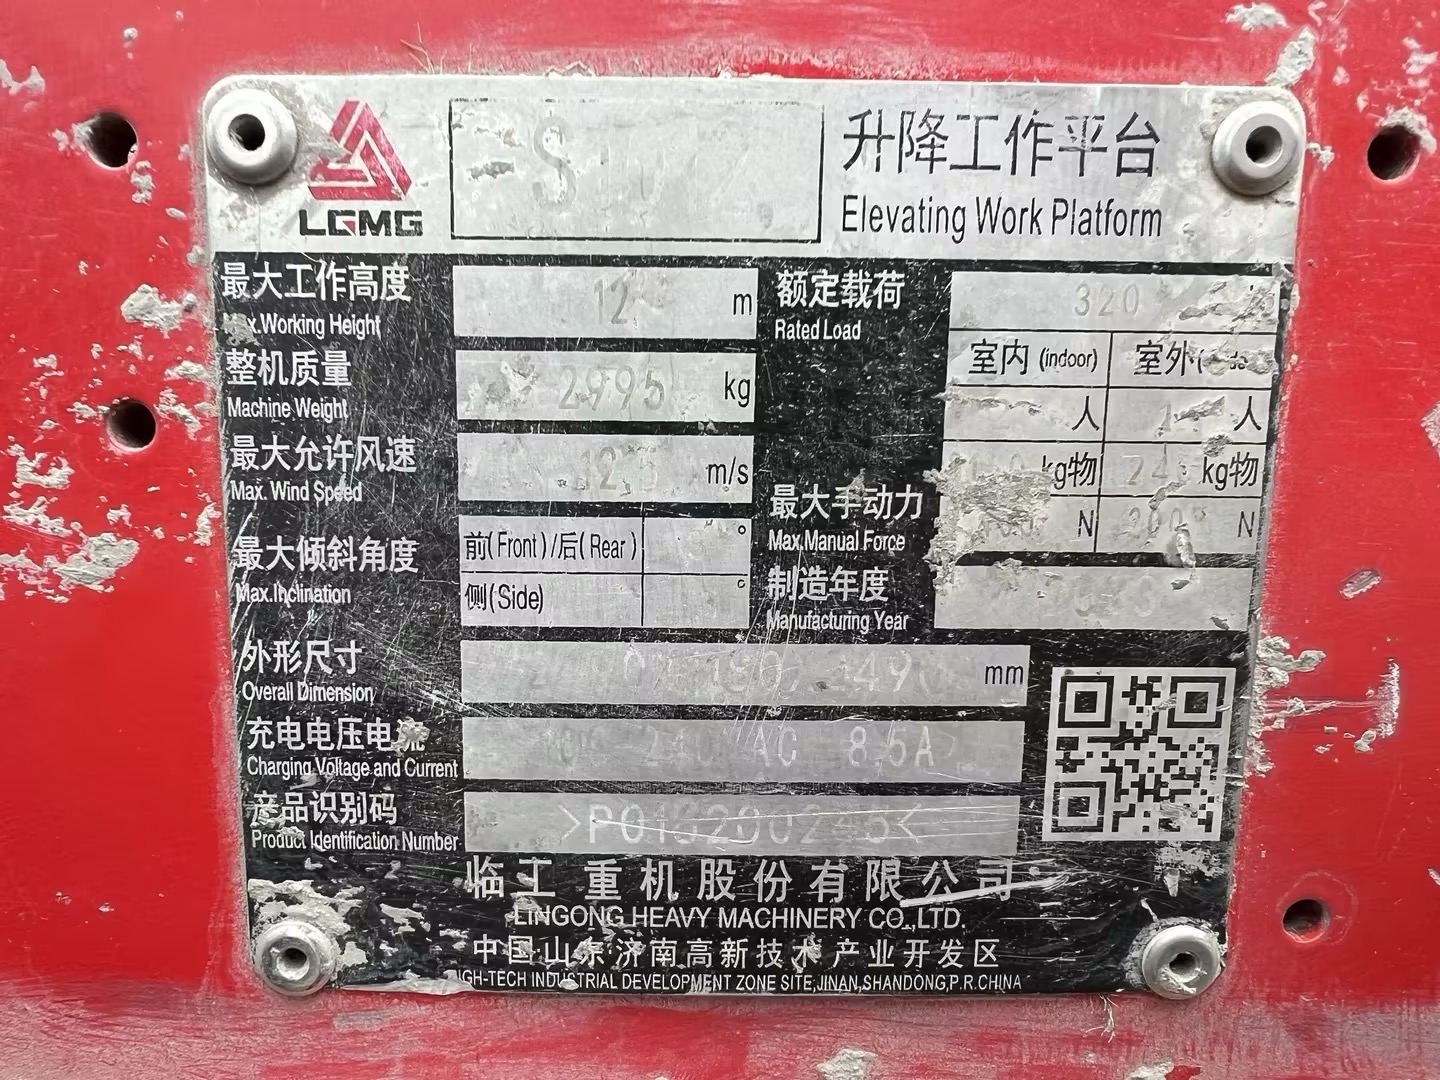 LGMG
升降工作平台
Elevating Work Platform
最大工作高度
Max.Working Height
12 m
额定载荷
Rated Load
320
整机质量
Machine Weight
2995 kg
室内(indoor) 室外
人 人
最大允许风速
Max. Wind Speed
12.5 m/s
kg物 kg物
最大手动力
Max.Manual Force
N N
最大倾斜角度
Max.Inclination
前(Front)/后(Rear) °
侧(Side) °
制造年度
Manufacturing Year
外形尺寸
Overall Dimension
mm
充电电压电流
Charging Voltage and Current
100-240 AC 8.5A
产品识别码
Product Identification Number
临工重机股份有限公司
LINGONG HEAVY MACHINERY CO.,LTD.
中国山东济南高新技术产业开发区
HIGH-TECH INDUSTRIAL DEVELOPMENT ZONE SITE,JINAN,SHANDONG,P.R.CHINA